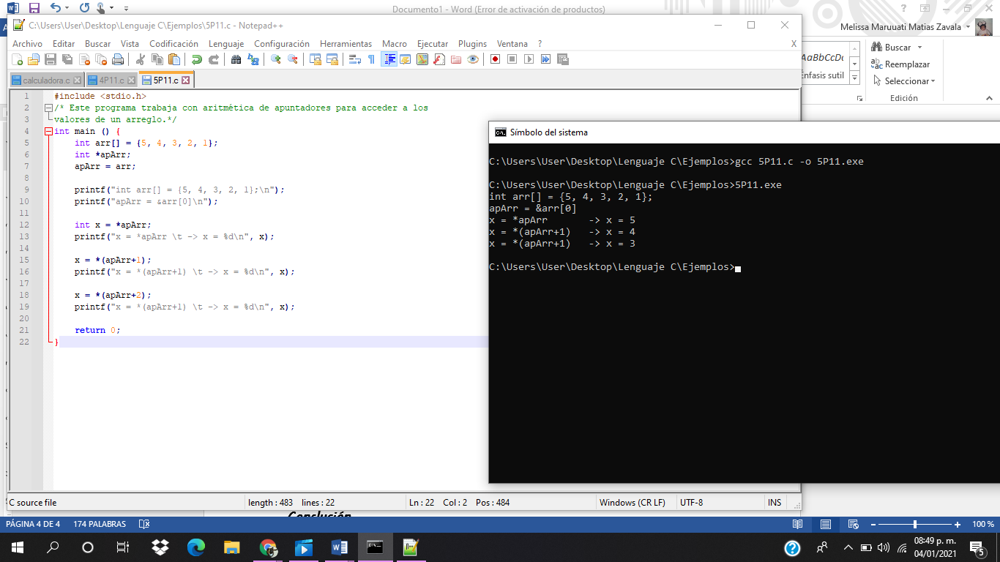 Documento1 - Word (Error de activación de productos)
C:\Users\User\Desktop\Lenguaje C\Ejemplos\5P11.c - Notepad++
Melissa Maruuati Matias Zavala
Archivo Editar Buscar Vista Codificación Lenguaje Configuración Herramientas Macro Ejecutar Plugins Ventana ? X
AaBbCcDc
Énfasis sutil
Buscar
Reemplazar
Seleccionar
Edición
calculadora.c 4P11.c 5P11.c
1 #include <stdio.h>
2 /* Este programa trabaja con aritmética de apuntadores para acceder a los
3 valores de un arreglo.*/
4 int main () {
5 int arr[] = {5, 4, 3, 2, 1};
6 int *apArr;
7 apArr = arr;
8
9 printf("int arr[] = {5, 4, 3, 2, 1};\n");
10 printf("apArr = &arr[0]\n");
11
12 int x = *apArr;
13 printf("x = *apArr \t -> x = %d\n", x);
14
15 x = *(apArr+1);
16 printf("x = *(apArr+1) \t -> x = %d\n", x);
17
18 x = *(apArr+2);
19 printf("x = *(apArr+1) \t -> x = %d\n", x);
20
21 return 0;
22 }
Símbolo del sistema
C:\Users\User\Desktop\Lenguaje C\Ejemplos>gcc 5P11.c -o 5P11.exe
C:\Users\User\Desktop\Lenguaje C\Ejemplos>5P11.exe
int arr[] = {5, 4, 3, 2, 1};
apArr = &arr[0]
x = *apArr -> x = 5
x = *(apArr+1) -> x = 4
x = *(apArr+1) -> x = 3
C:\Users\User\Desktop\Lenguaje C\Ejemplos>
C source file length : 483 lines : 22 Ln : 22 Col : 2 Pos : 484 Windows (CR LF) UTF-8 INS
Conclusión
PÁGINA 4 DE 4 174 PALABRAS 100 %
08:49 p. m.
04/01/2021
5